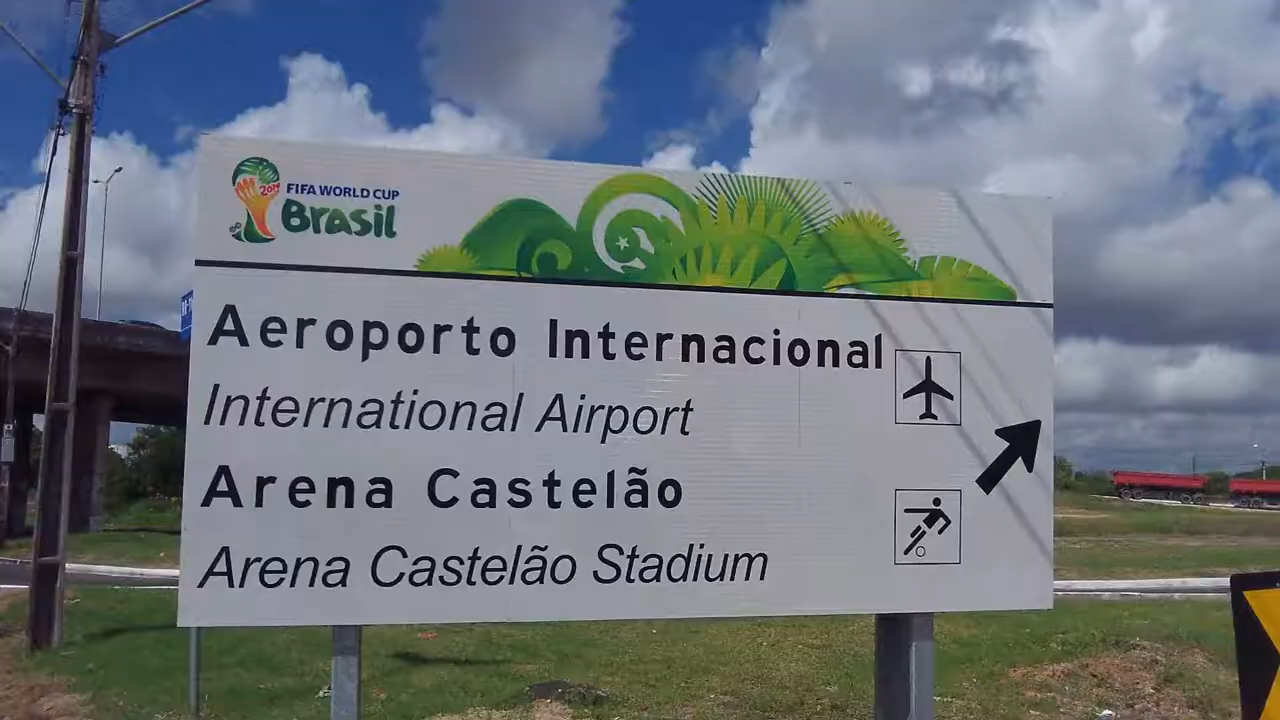 2014
FIFA WORLD CUP
Brasil
Aeroporto Internacional
International Airport
Arena Castelão
Arena Castelão Stadium